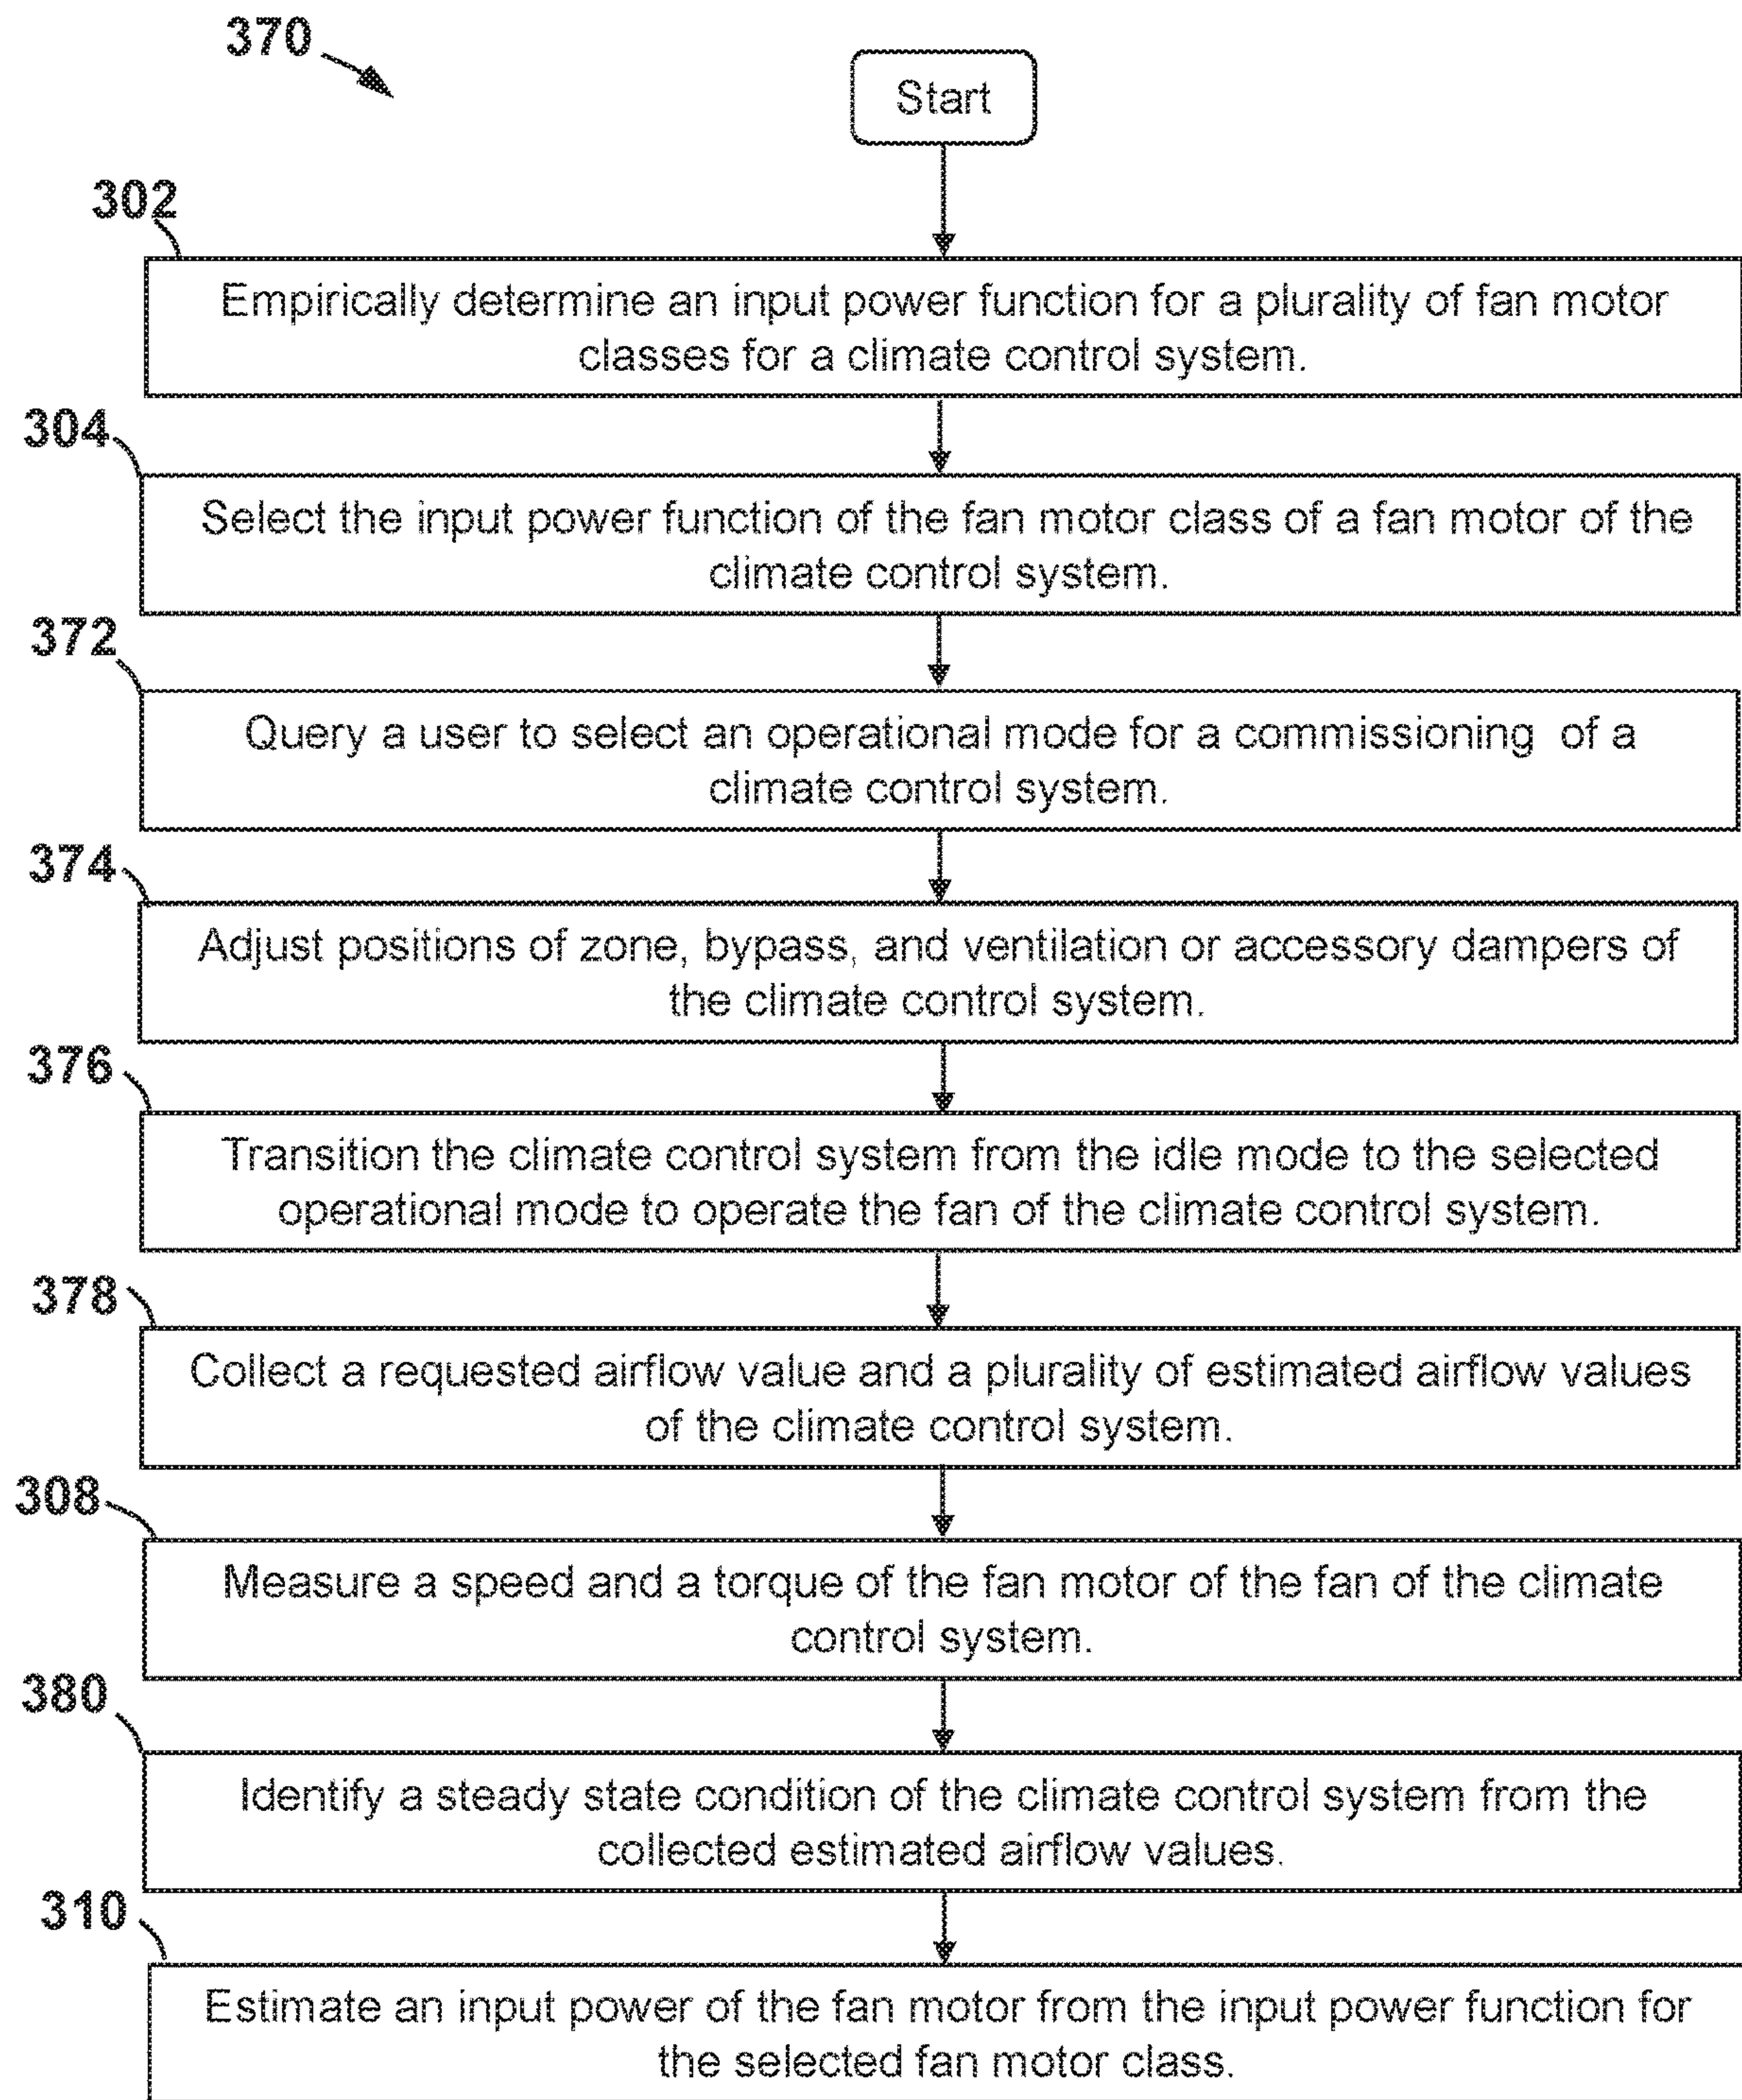 370
Start
302
Empirically determine an input power function for a plurality of fan motor
classes for a climate control system.
304
Select the input power function of the fan motor class of a fan motor of the
climate control system.
372
Query a user to select an operational mode for a commissioning of a
climate control system.
374
Adjust positions of zone, bypass, and ventilation or accessory dampers of
the climate control system.
376
Transition the climate control system from the idle mode to the selected
operational mode to operate the fan of the climate control system.
378
Collect a requested airflow value and a plurality of estimated airflow values
of the climate control system.
308
Measure a speed and a torque of the fan motor of the fan of the climate
control system.
380
Identify a steady state condition of the climate control system from the
collected estimated airflow values.
310
Estimate an input power of the fan motor from the input power function for
the selected fan motor class.